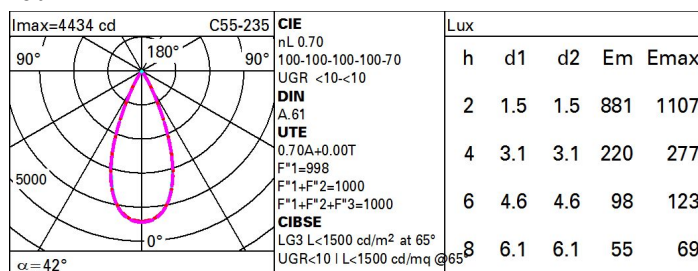 Imax=4434 cd C55-235
90° 180° 90°
5000
0°
α=42°
CIE
nL 0.70
100-100-100-100-70
UGR <10-<10
DIN
A.61
UTE
0.70A+0.00T
F"1=998
F"1+F"2=1000
F"1+F"2+F"3=1000
CIBSE
LG3 L<1500 cd/m² at 65°
UGR<10 | L<1500 cd/mq @65°
Lux
h d1 d2 Em Emax
2 1.5 1.5 881 1107
4 3.1 3.1 220 277
6 4.6 4.6 98 123
8 6.1 6.1 55 69